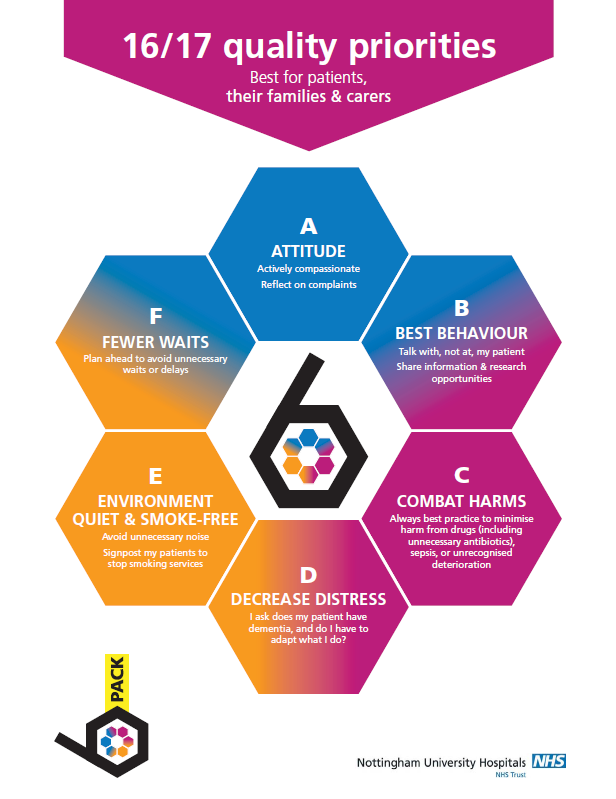 16/17 quality priorities
Best for patients,
their families & carers
A
ATTITUDE
Actively compassionate
Reflect on complaints
B
BEST BEHAVIOUR
Talk with, not at, my patient
Share information & research
opportunities
C
COMBAT HARMS
Always best practice to minimise
harm from drugs (including
unnecessary antibiotics),
sepsis, or unrecognised
deterioration
D
DECREASE DISTRESS
I ask does my patient have
dementia, and do I have to
adapt what I do?
E
ENVIRONMENT
QUIET & SMOKE-FREE
Avoid unnecessary noise
Signpost my patients to
stop smoking services
F
FEWER WAITS
Plan ahead to avoid unnecessary
waits or delays
6
6 PACK
Nottingham University Hospitals NHS
NHS Trust